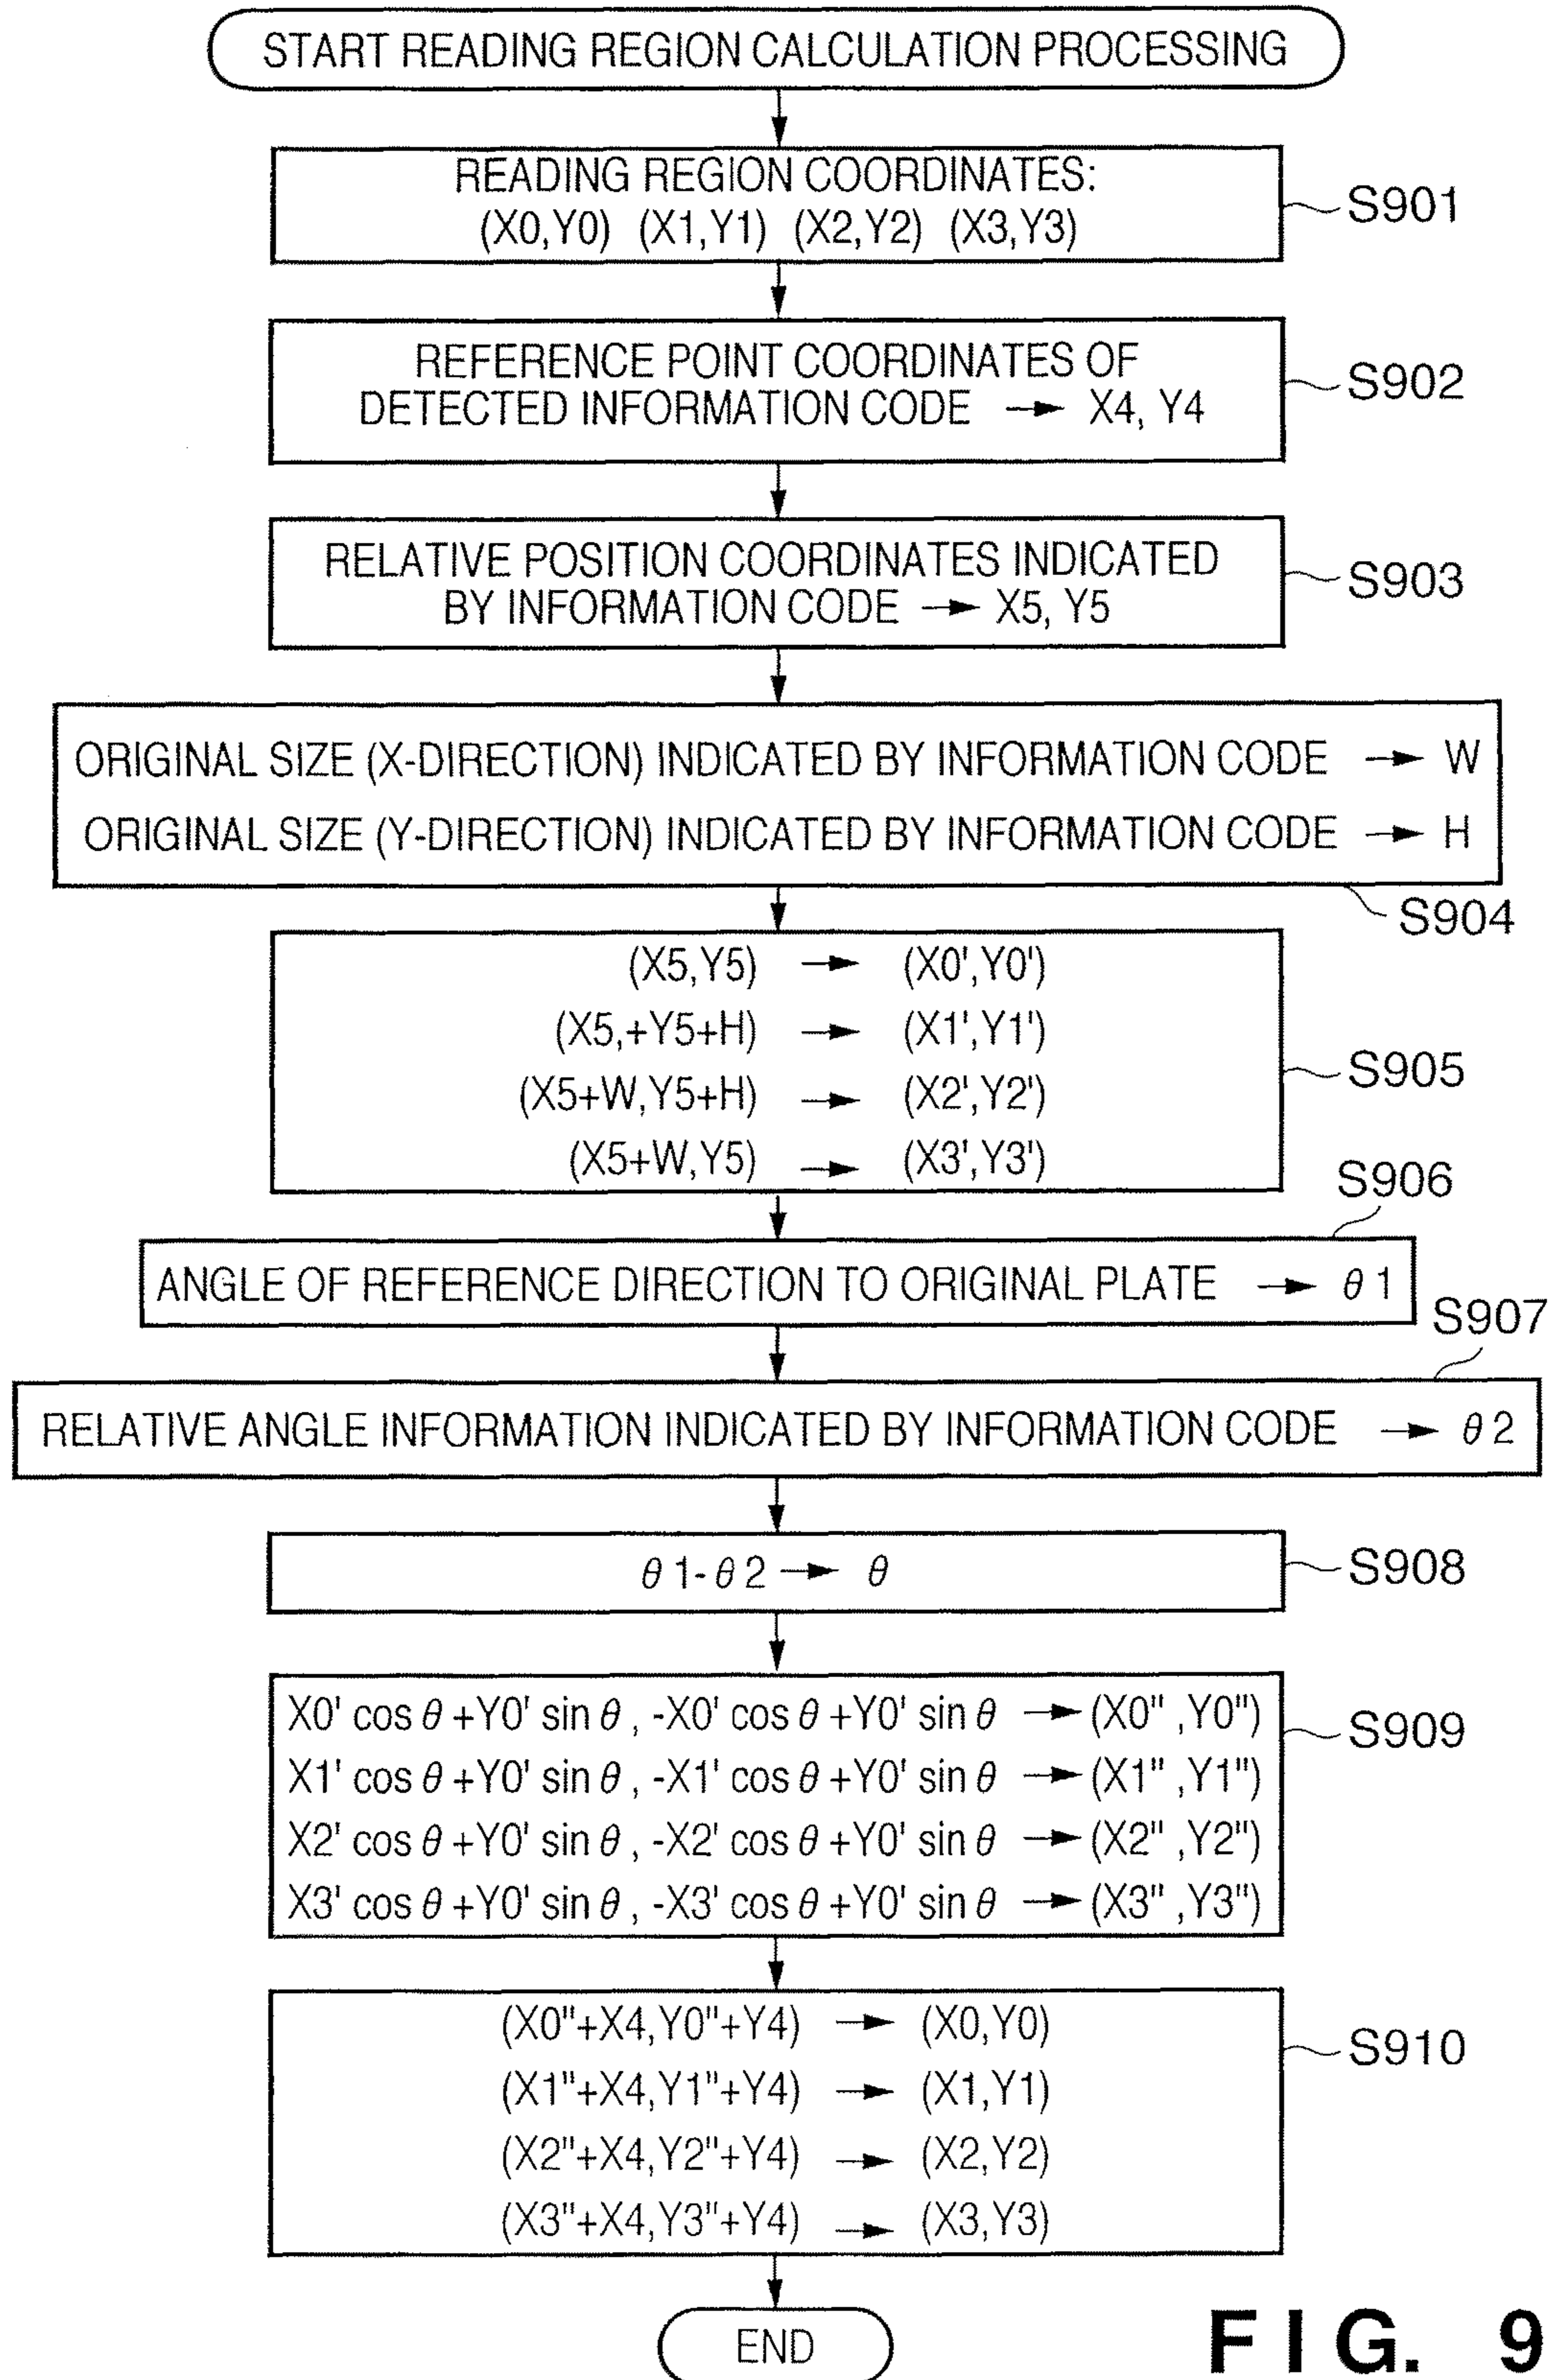 START READING REGION CALCULATION PROCESSING
READING REGION COORDINATES:
(X0,Y0) (X1,Y1) (X2,Y2) (X3,Y3)
S901
REFERENCE POINT COORDINATES OF
DETECTED INFORMATION CODE → X4, Y4
S902
RELATIVE POSITION COORDINATES INDICATED
BY INFORMATION CODE → X5, Y5
S903
ORIGINAL SIZE (X-DIRECTION) INDICATED BY INFORMATION CODE → W
ORIGINAL SIZE (Y-DIRECTION) INDICATED BY INFORMATION CODE → H
S904
(X5,Y5) → (X0',Y0')
(X5,+Y5+H) → (X1',Y1')
(X5+W,Y5+H) → (X2',Y2')
(X5+W,Y5) → (X3',Y3')
S905
S906
ANGLE OF REFERENCE DIRECTION TO ORIGINAL PLATE → θ1
S907
RELATIVE ANGLE INFORMATION INDICATED BY INFORMATION CODE → θ2
θ1-θ2 → θ
S908
X0' cos θ +Y0' sin θ , -X0' cos θ +Y0' sin θ → (X0" ,Y0")
X1' cos θ +Y0' sin θ , -X1' cos θ +Y0' sin θ → (X1" ,Y1")
X2' cos θ +Y0' sin θ , -X2' cos θ +Y0' sin θ → (X2" ,Y2")
X3' cos θ +Y0' sin θ , -X3' cos θ +Y0' sin θ → (X3" ,Y3")
S909
(X0"+X4,Y0"+Y4) → (X0,Y0)
(X1"+X4,Y1"+Y4) → (X1,Y1)
(X2"+X4,Y2"+Y4) → (X2,Y2)
(X3"+X4,Y3"+Y4) → (X3,Y3)
S910
END
FIG. 9